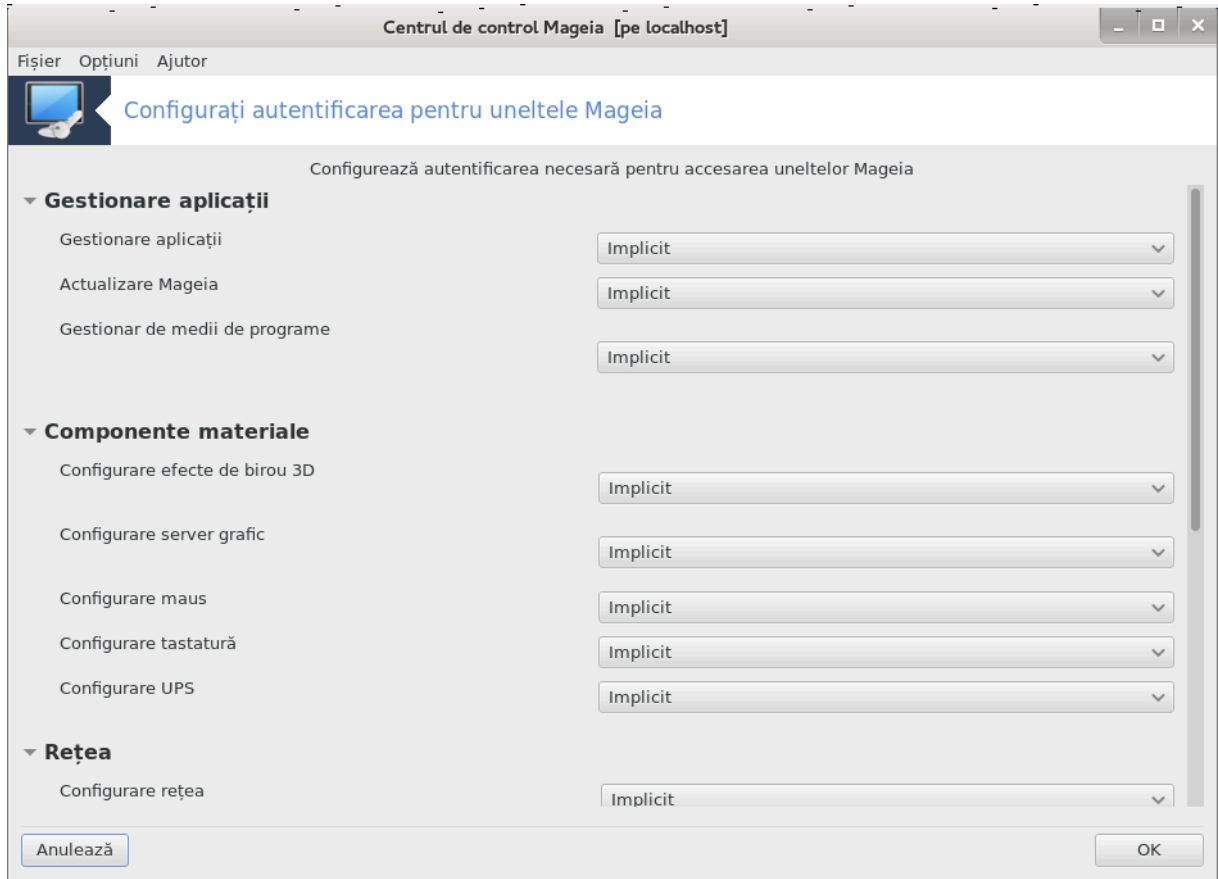 Centrul de control Mageia [pe localhost]
Fișier Opțiuni Ajutor
Configurați autentificarea pentru uneltele Mageia
Configurează autentificarea necesară pentru accesarea uneltelor Mageia
Gestionare aplicații
Gestionare aplicații Implicit
Actualizare Mageia Implicit
Gestionar de medii de programe Implicit
Componente materiale
Configurare efecte de birou 3D Implicit
Configurare server grafic Implicit
Configurare maus Implicit
Configurare tastatură Implicit
Configurare UPS Implicit
Rețea
Configurare rețea Implicit
Anulează OK